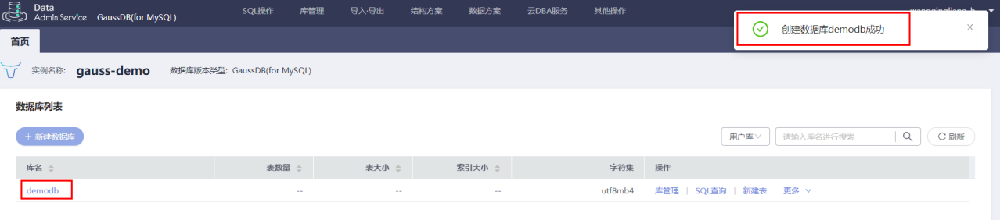 Data
Admin Service GaussDB(for MySQL) SQL操作 库管理 导入·导出 结构方案 数据方案 云DBA服务 其他操作
创建数据库demodb成功
首页
实例名称: gauss-demo 数据库版本类型: GaussDB(for MySQL)
数据库列表
+ 新建数据库 用户库 请输入库名进行搜索 刷新
库名 表数量 表大小 索引大小 字符集 操作
demodb -- -- -- utf8mb4 库管理 | SQL查询 | 新建表 | 更多